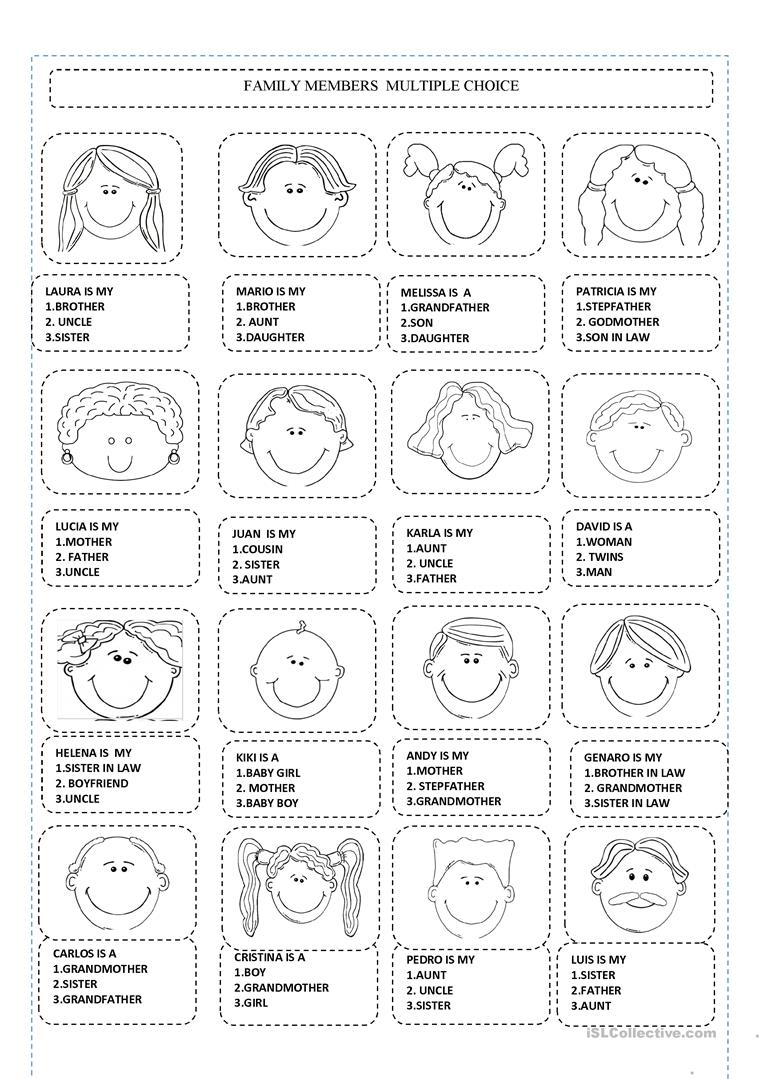 FAMILY MEMBERS  MULTIPLE CHOICE
LAURA IS MY
1.BROTHER
2. UNCLE
3.SISTER
MARIO IS MY
1.BROTHER
2. AUNT
3.DAUGHTER
MELISSA IS  A
1.GRANDFATHER
2.SON
3.DAUGHTER
PATRICIA IS MY
1.STEPFATHER
2. GODMOTHER
3.SON IN LAW
LUCIA IS MY
1.MOTHER
2. FATHER
3.UNCLE
JUAN  IS MY
1.COUSIN
2. SISTER
3.AUNT
KARLA IS MY
1.AUNT
2. UNCLE
3.FATHER
DAVID IS A
1.WOMAN
2. TWINS
3.MAN
HELENA IS  MY
1.SISTER IN LAW
2. BOYFRIEND
3.UNCLE
KIKI IS A
1.BABY GIRL
2. MOTHER
3.BABY BOY
ANDY IS MY
1.MOTHER
2. STEPFATHER
3.GRANDMOTHER
GENARO IS MY
1.BROTHER IN LAW
2. GRANDMOTHER
3.SISTER IN LAW
CARLOS IS A
1.GRANDMOTHER
2.SISTER
3.GRANDFATHER
CRISTINA IS A
1.BOY
2.GRANDMOTHER
3.GIRL
PEDRO IS MY
1.AUNT
2. UNCLE
3.SISTER
LUIS IS MY
1.SISTER
2.FATHER
3.AUNT
iSLCollective.com